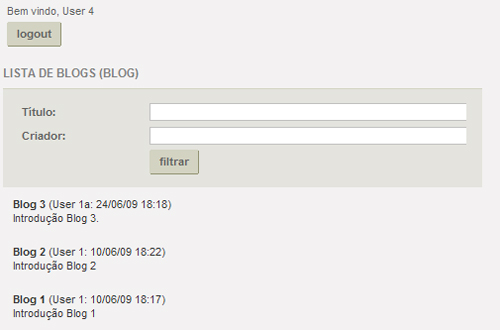 Bem vindo, User 4
logout
LISTA DE BLOGS (BLOG)
Título:
Criador:
filtrar
Blog 3 (User 1a: 24/06/09 18:18)
Introdução Blog 3.
Blog 2 (User 1: 10/06/09 18:22)
Introdução Blog 2
Blog 1 (User 1: 10/06/09 18:17)
Introdução Blog 1